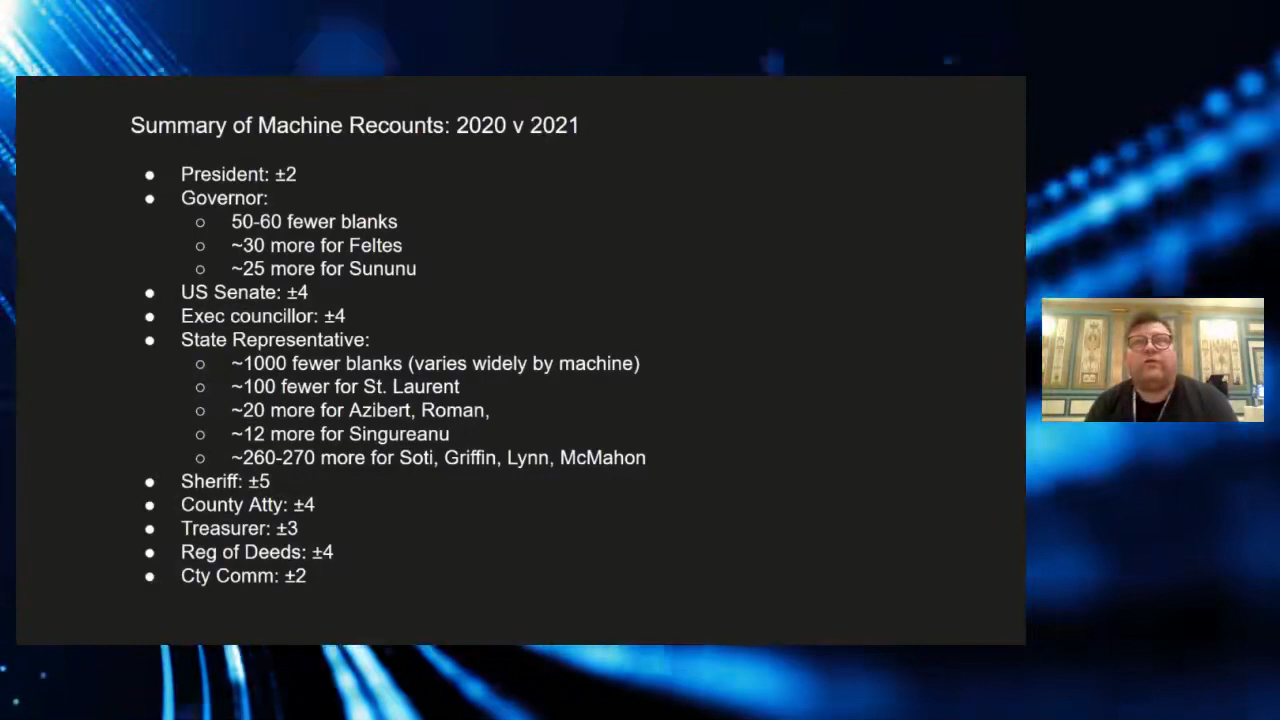 Summary of Machine Recounts: 2020 v 2021
● President: ±2
● Governor:
○ 50-60 fewer blanks
○ ~30 more for Feltes
○ ~25 more for Sununu
● US Senate: ±4
● Exec councillor: ±4
● State Representative:
○ ~1000 fewer blanks (varies widely by machine)
○ ~100 fewer for St. Laurent
○ ~20 more for Azibert, Roman,
○ ~12 more for Singureanu
○ ~260-270 more for Soti, Griffin, Lynn, McMahon
● Sheriff: ±5
● County Atty: ±4
● Treasurer: ±3
● Reg of Deeds: ±4
● Cty Comm: ±2